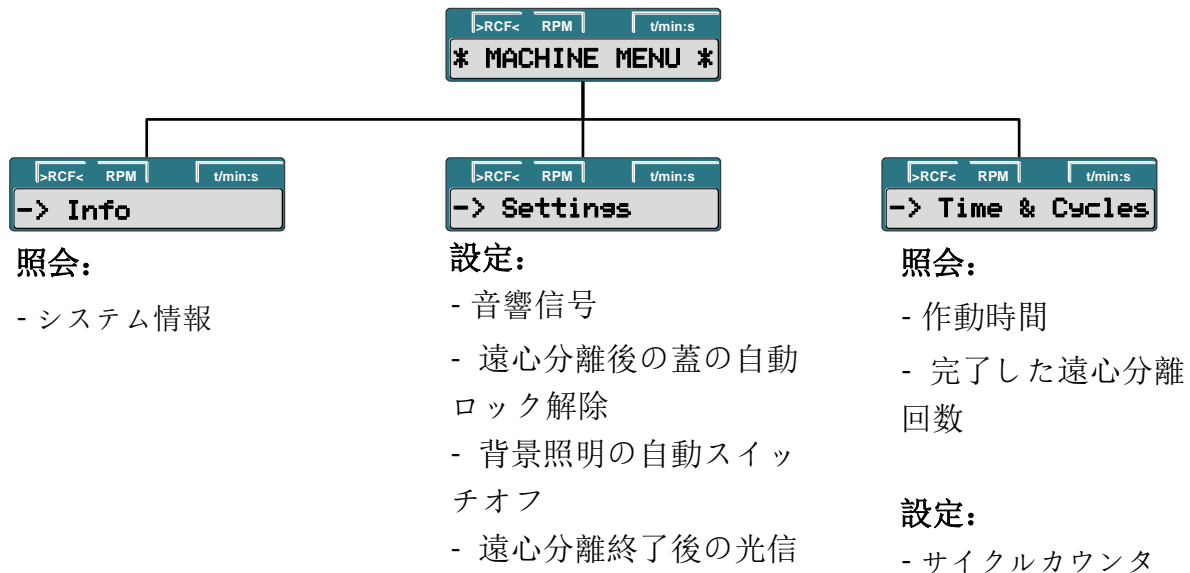 >RCF< RPM t/min:s
* MACHINE MENU *
>RCF< RPM t/min:s
-> Info
照会：
- システム情報
>RCF< RPM t/min:s
-> Settings
設定：
- 音響信号
- 遠心分離後の蓋の自動
ロック解除
- 背景照明の自動スイッ
チオフ
- 遠心分離終了後の光信
>RCF< RPM t/min:s
-> Time & Cycles
照会：
- 作動時間
- 完了した遠心分離
回数
設定：
- サイクルカウンタ